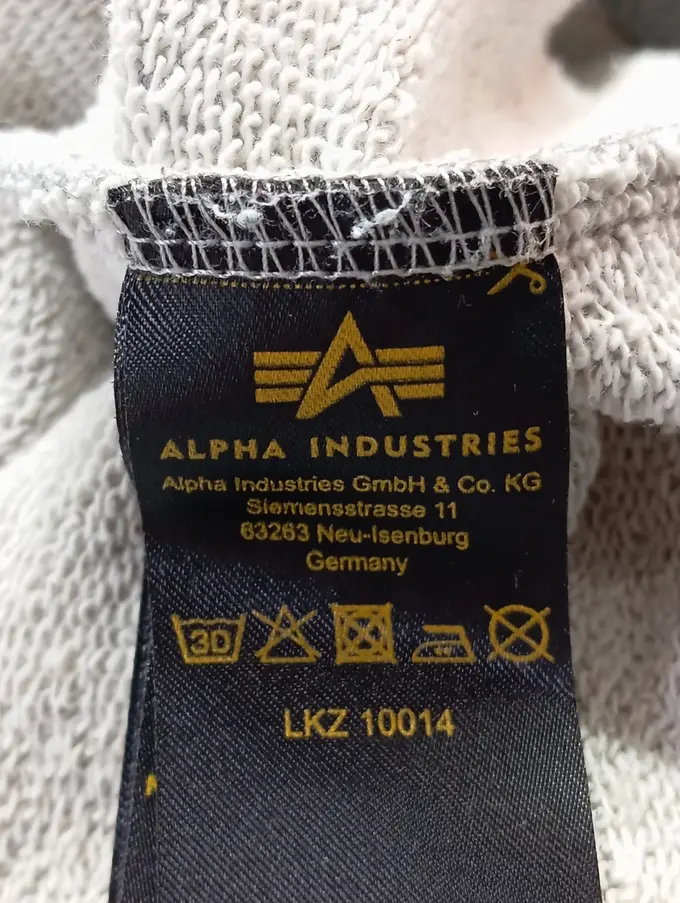 ALPHA INDUSTRIES
Alpha Industries GmbH & Co. KG
Siemensstrasse 11
63263 Neu-Isenburg
Germany
30
LKZ 10014